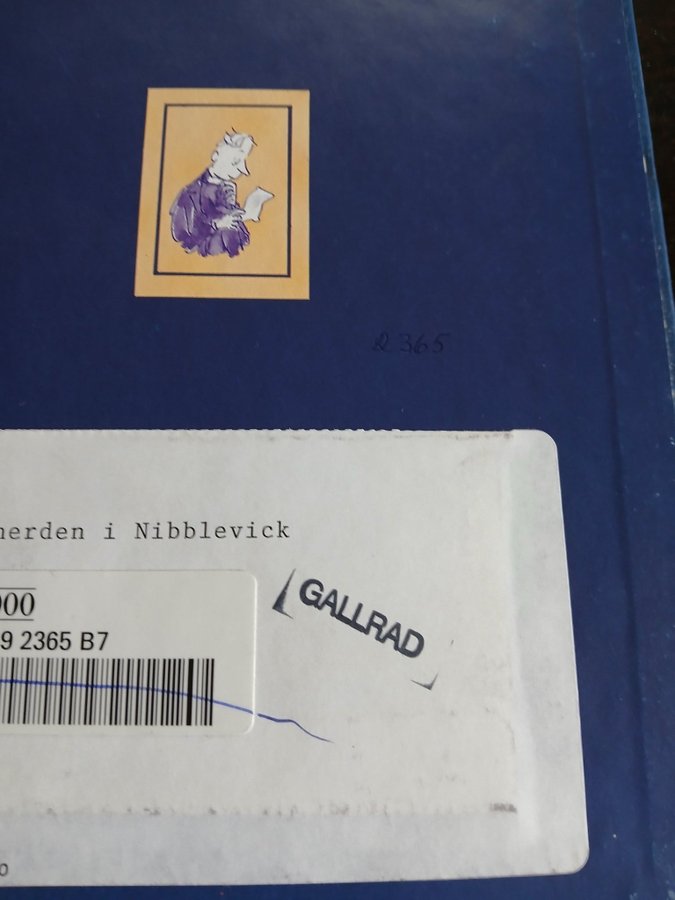 2365
herden i Nibblevick
000
GALLRAD
9 2365 B7